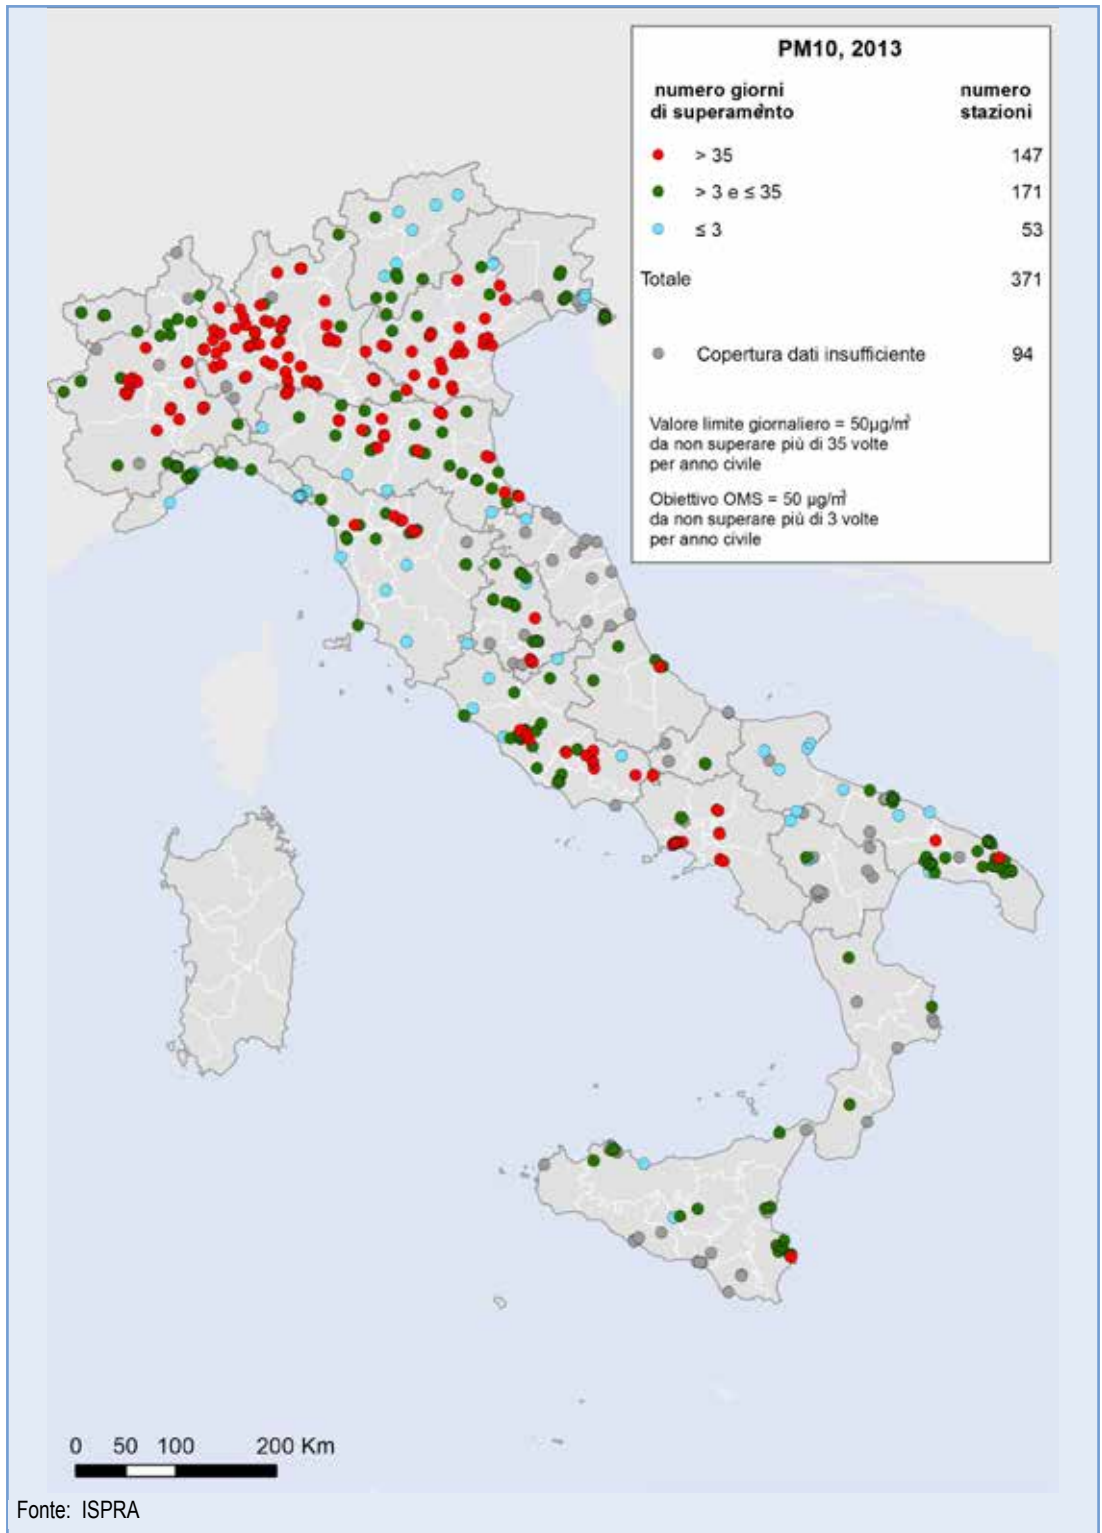 PM10, 2013
numero giorni di superamento numero stazioni
> 35 147
> 3 e ≤ 35 171
≤ 3 53
Totale 371
Copertura dati insufficiente 94
Valore limite giornaliero = 50µg/m³
da non superare più di 35 volte
per anno civile
Obiettivo OMS = 50 µg/m³
da non superare più di 3 volte
per anno civile
0 50 100 200 Km
Fonte: ISPRA